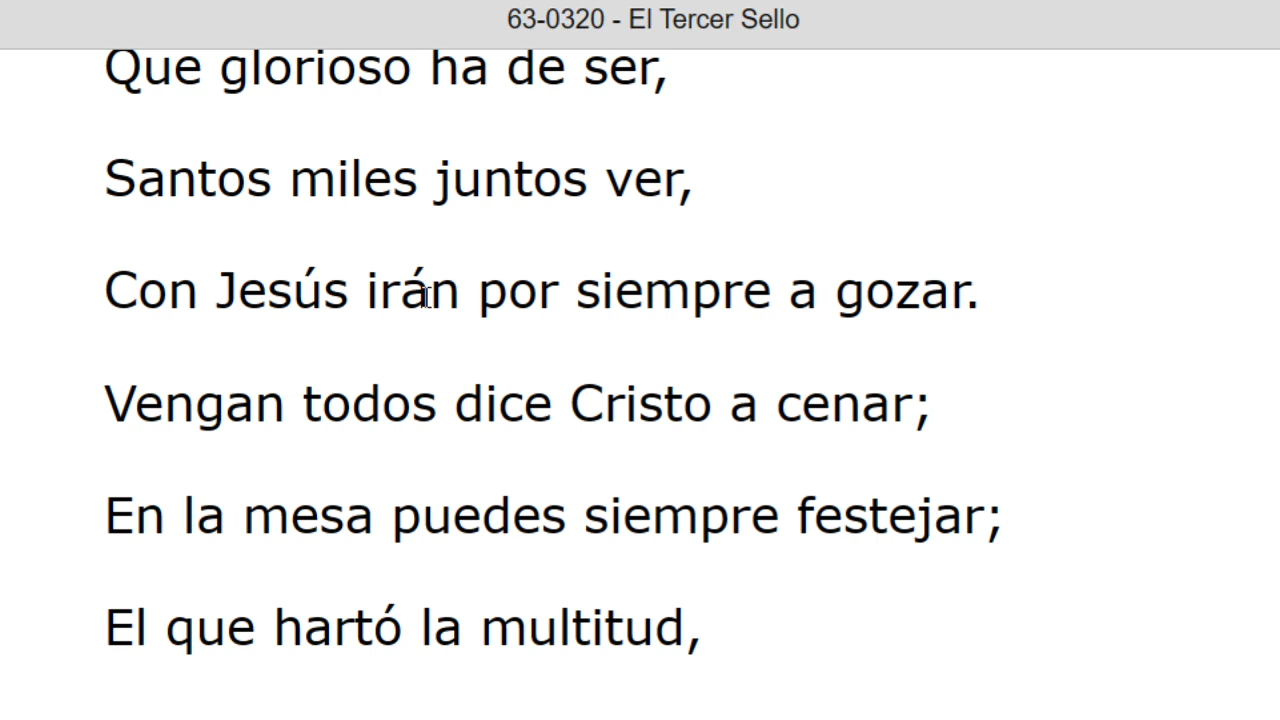 63-0320 - El Tercer Sello
Que glorioso ha de ser,
Santos miles juntos ver,
Con Jesús irán por siempre a gozar.
Vengan todos dice Cristo a cenar;
En la mesa puedes siempre festejar;
El que hartó la multitud,